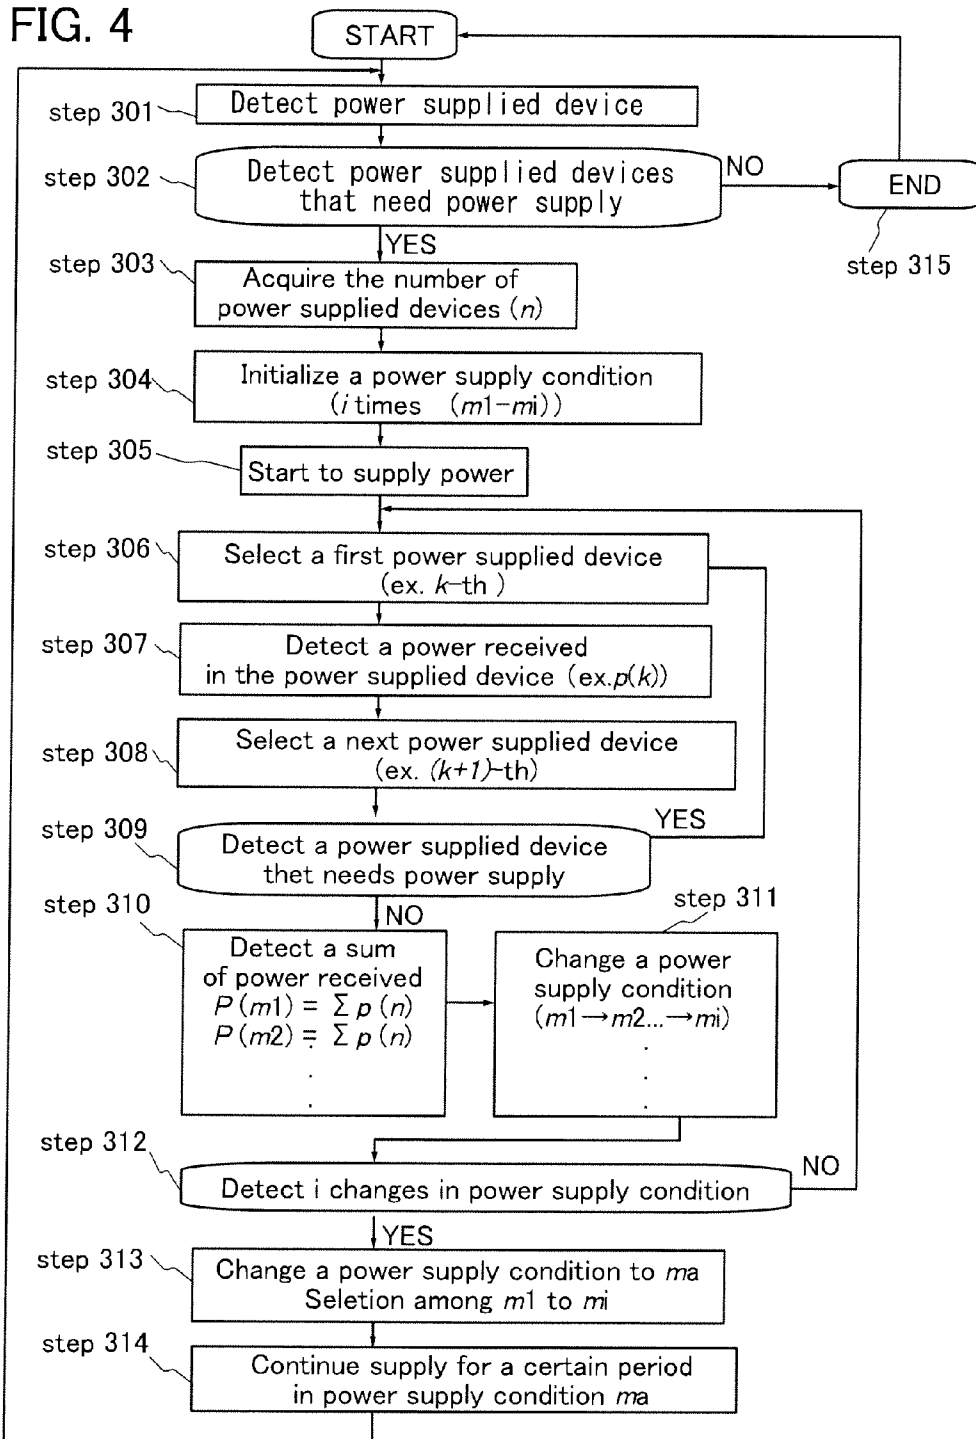 FIG. 4
START
step 301
Detect power supplied device
step 302
Detect power supplied devices
that need power supply
NO
END
step 315
YES
step 303
Acquire the number of
power supplied devices (n)
step 304
Initialize a power supply condition
(i times (m1-mi))
step 305
Start to supply power
step 306
Select a first power supplied device
(ex. k-th )
step 307
Detect a power received
in the power supplied device (ex.p(k))
step 308
Select a next power supplied device
(ex. (k+1)-th)
YES
step 309
Detect a power supplied device
thet needs power supply
NO
step 310
Detect a sum
of power received
P(m1) = Σ p(n)
P(m2) = Σ p(n)
.
.
.
step 311
Change a power
supply condition
(m1→m2...→mi)
.
.
.
step 312
Detect i changes in power supply condition
NO
YES
step 313
Change a power supply condition to ma
Seletion among m1 to mi
step 314
Continue supply for a certain period
in power supply condition ma